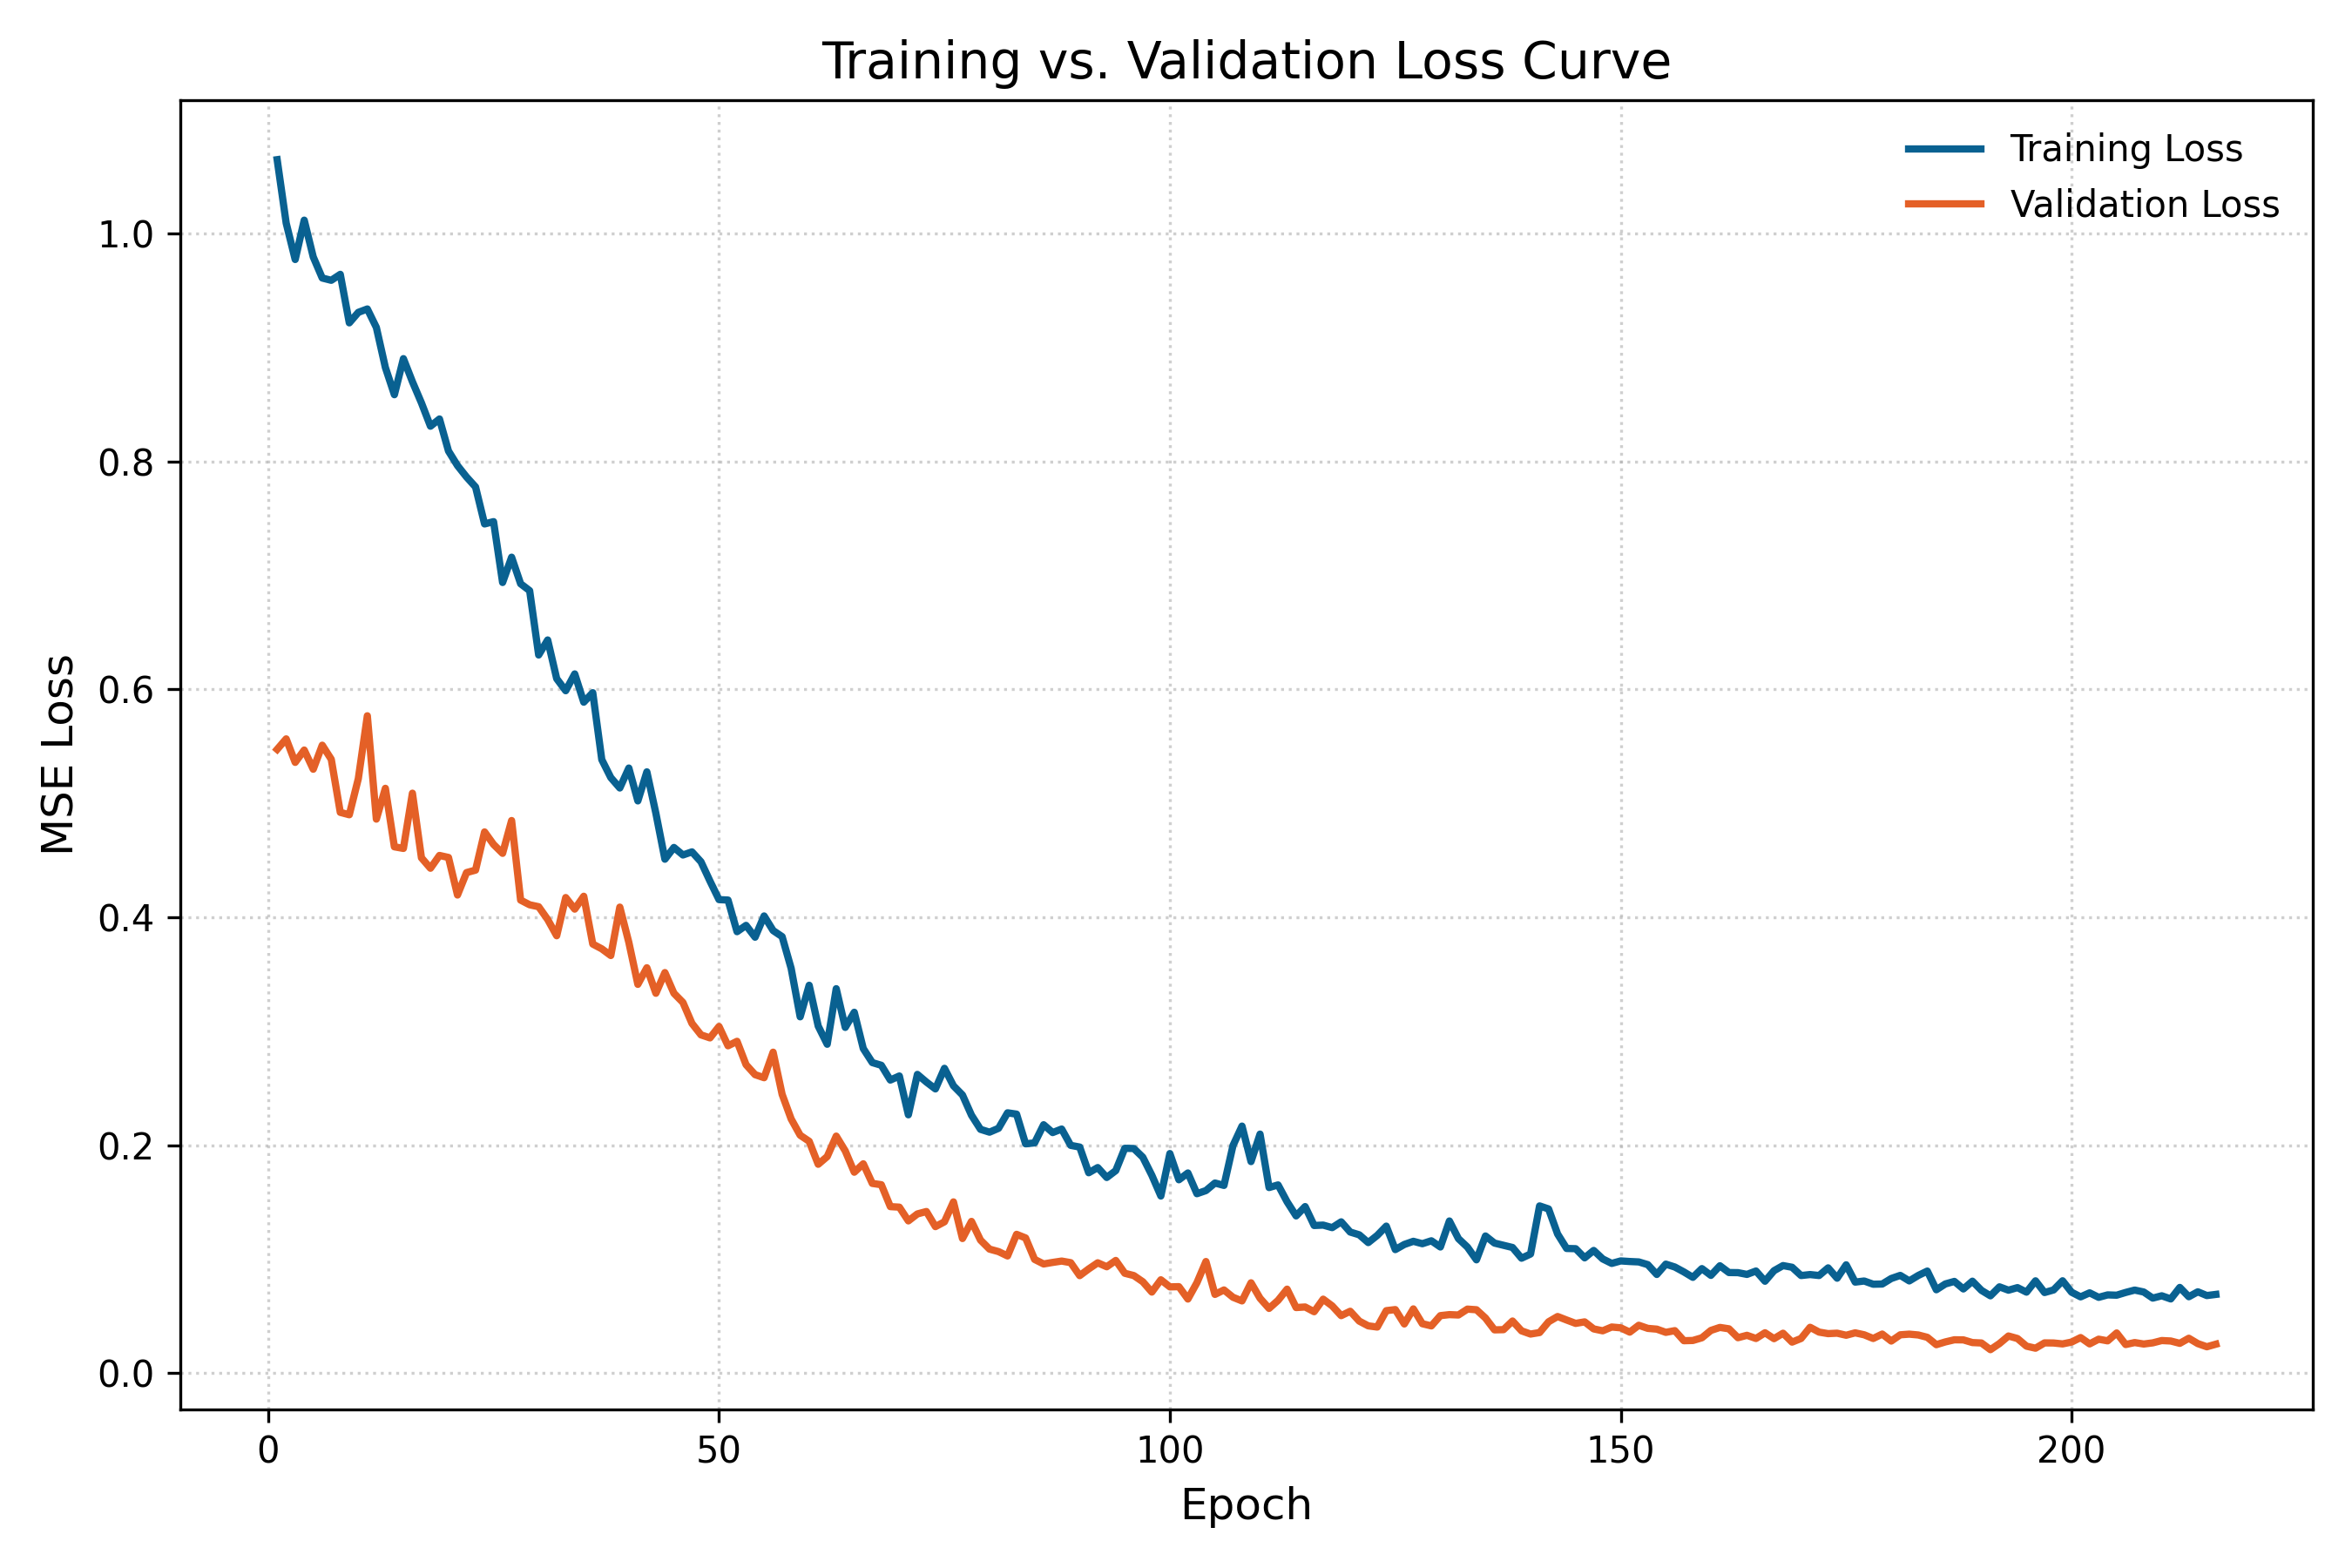 Training vs. Validation Loss Curve
Training Loss
Validation Loss
1.0
0.8
0.6
0.4
0.2
0.0
MSE Loss
0 50 100 150 200
Epoch